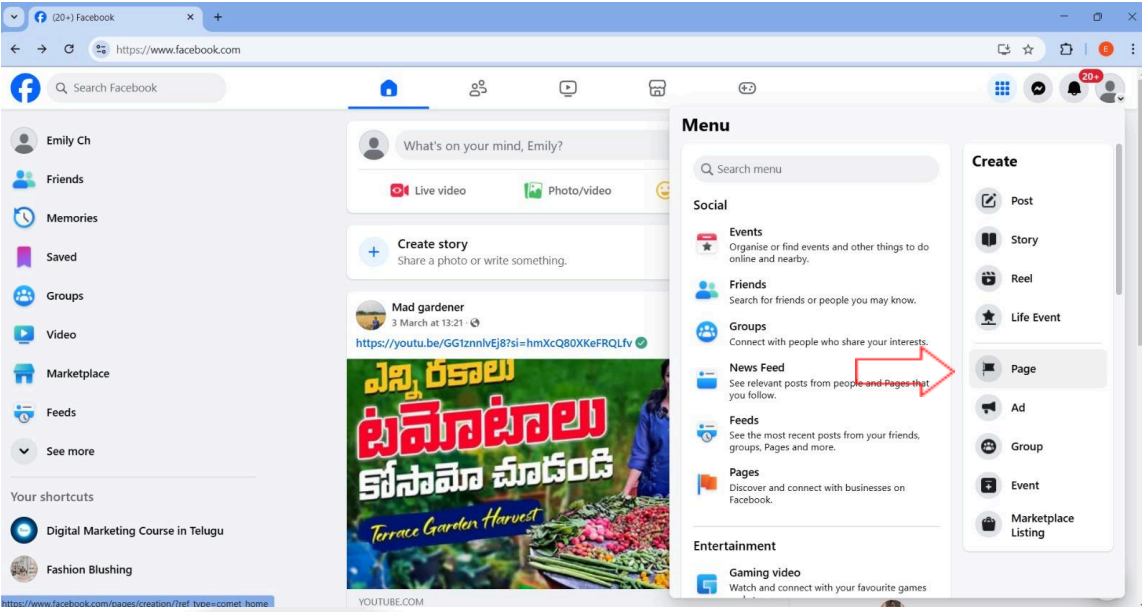 (20+) Facebook
https://www.facebook.com
E
Search Facebook
20+
Emily Ch
Friends
Memories
Saved
Groups
Video
Marketplace
Feeds
See more
Your shortcuts
Digital Marketing Course in Telugu
Fashion Blushing
https://www.facebook.com/pages/creation/?ref_type=comet_home
What's on your mind, Emily?
Live video
Photo/video
Create story
Share a photo or write something.
Mad gardener
3 March at 13:21
https://youtu.be/GG1znnlvEj8?si=hmXcQ80XKeFRQLfv
ఎన్ని రకాలు
టమోటాలు
కోసామో చూడండి
Terrace Garden Harvest
YOUTUBE.COM
Menu
Search menu
Social
Events
Organise or find events and other things to do
online and nearby.
Friends
Search for friends or people you may know.
Groups
Connect with people who share your interests.
News Feed
See relevant posts from people and Pages that
you follow.
Feeds
See the most recent posts from your friends,
groups, Pages and more.
Pages
Discover and connect with businesses on
Facebook.
Entertainment
Gaming video
Watch and connect with your favourite games
Create
Post
Story
Reel
Life Event
Page
Ad
Group
Event
Marketplace
Listing